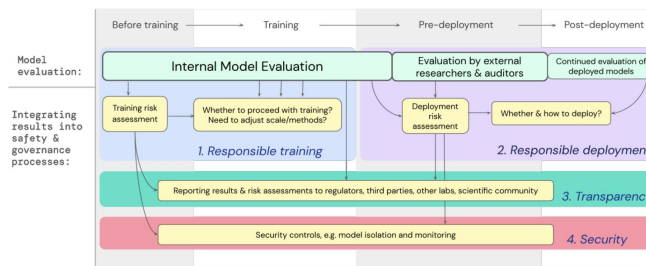 Before training
Training
Pre-deployment
Post-deployment
Model
evaluation:
Internal Model Evaluation
Evaluation by external
researchers & auditors
Continued evaluation of
deployed models
Integrating
results into
safety &
governance
processes:
Training risk
assessment
Whether to proceed with training?
Need to adjust scale/methods?
Deployment
risk
assessment
Whether & how to deploy?
1. Responsible training
2. Responsible deploymen
Reporting results & risk assessments to regulators, third parties, other labs, scientific community
3. Transparenc
Security controls, e.g. model isolation and monitoring
4. Security